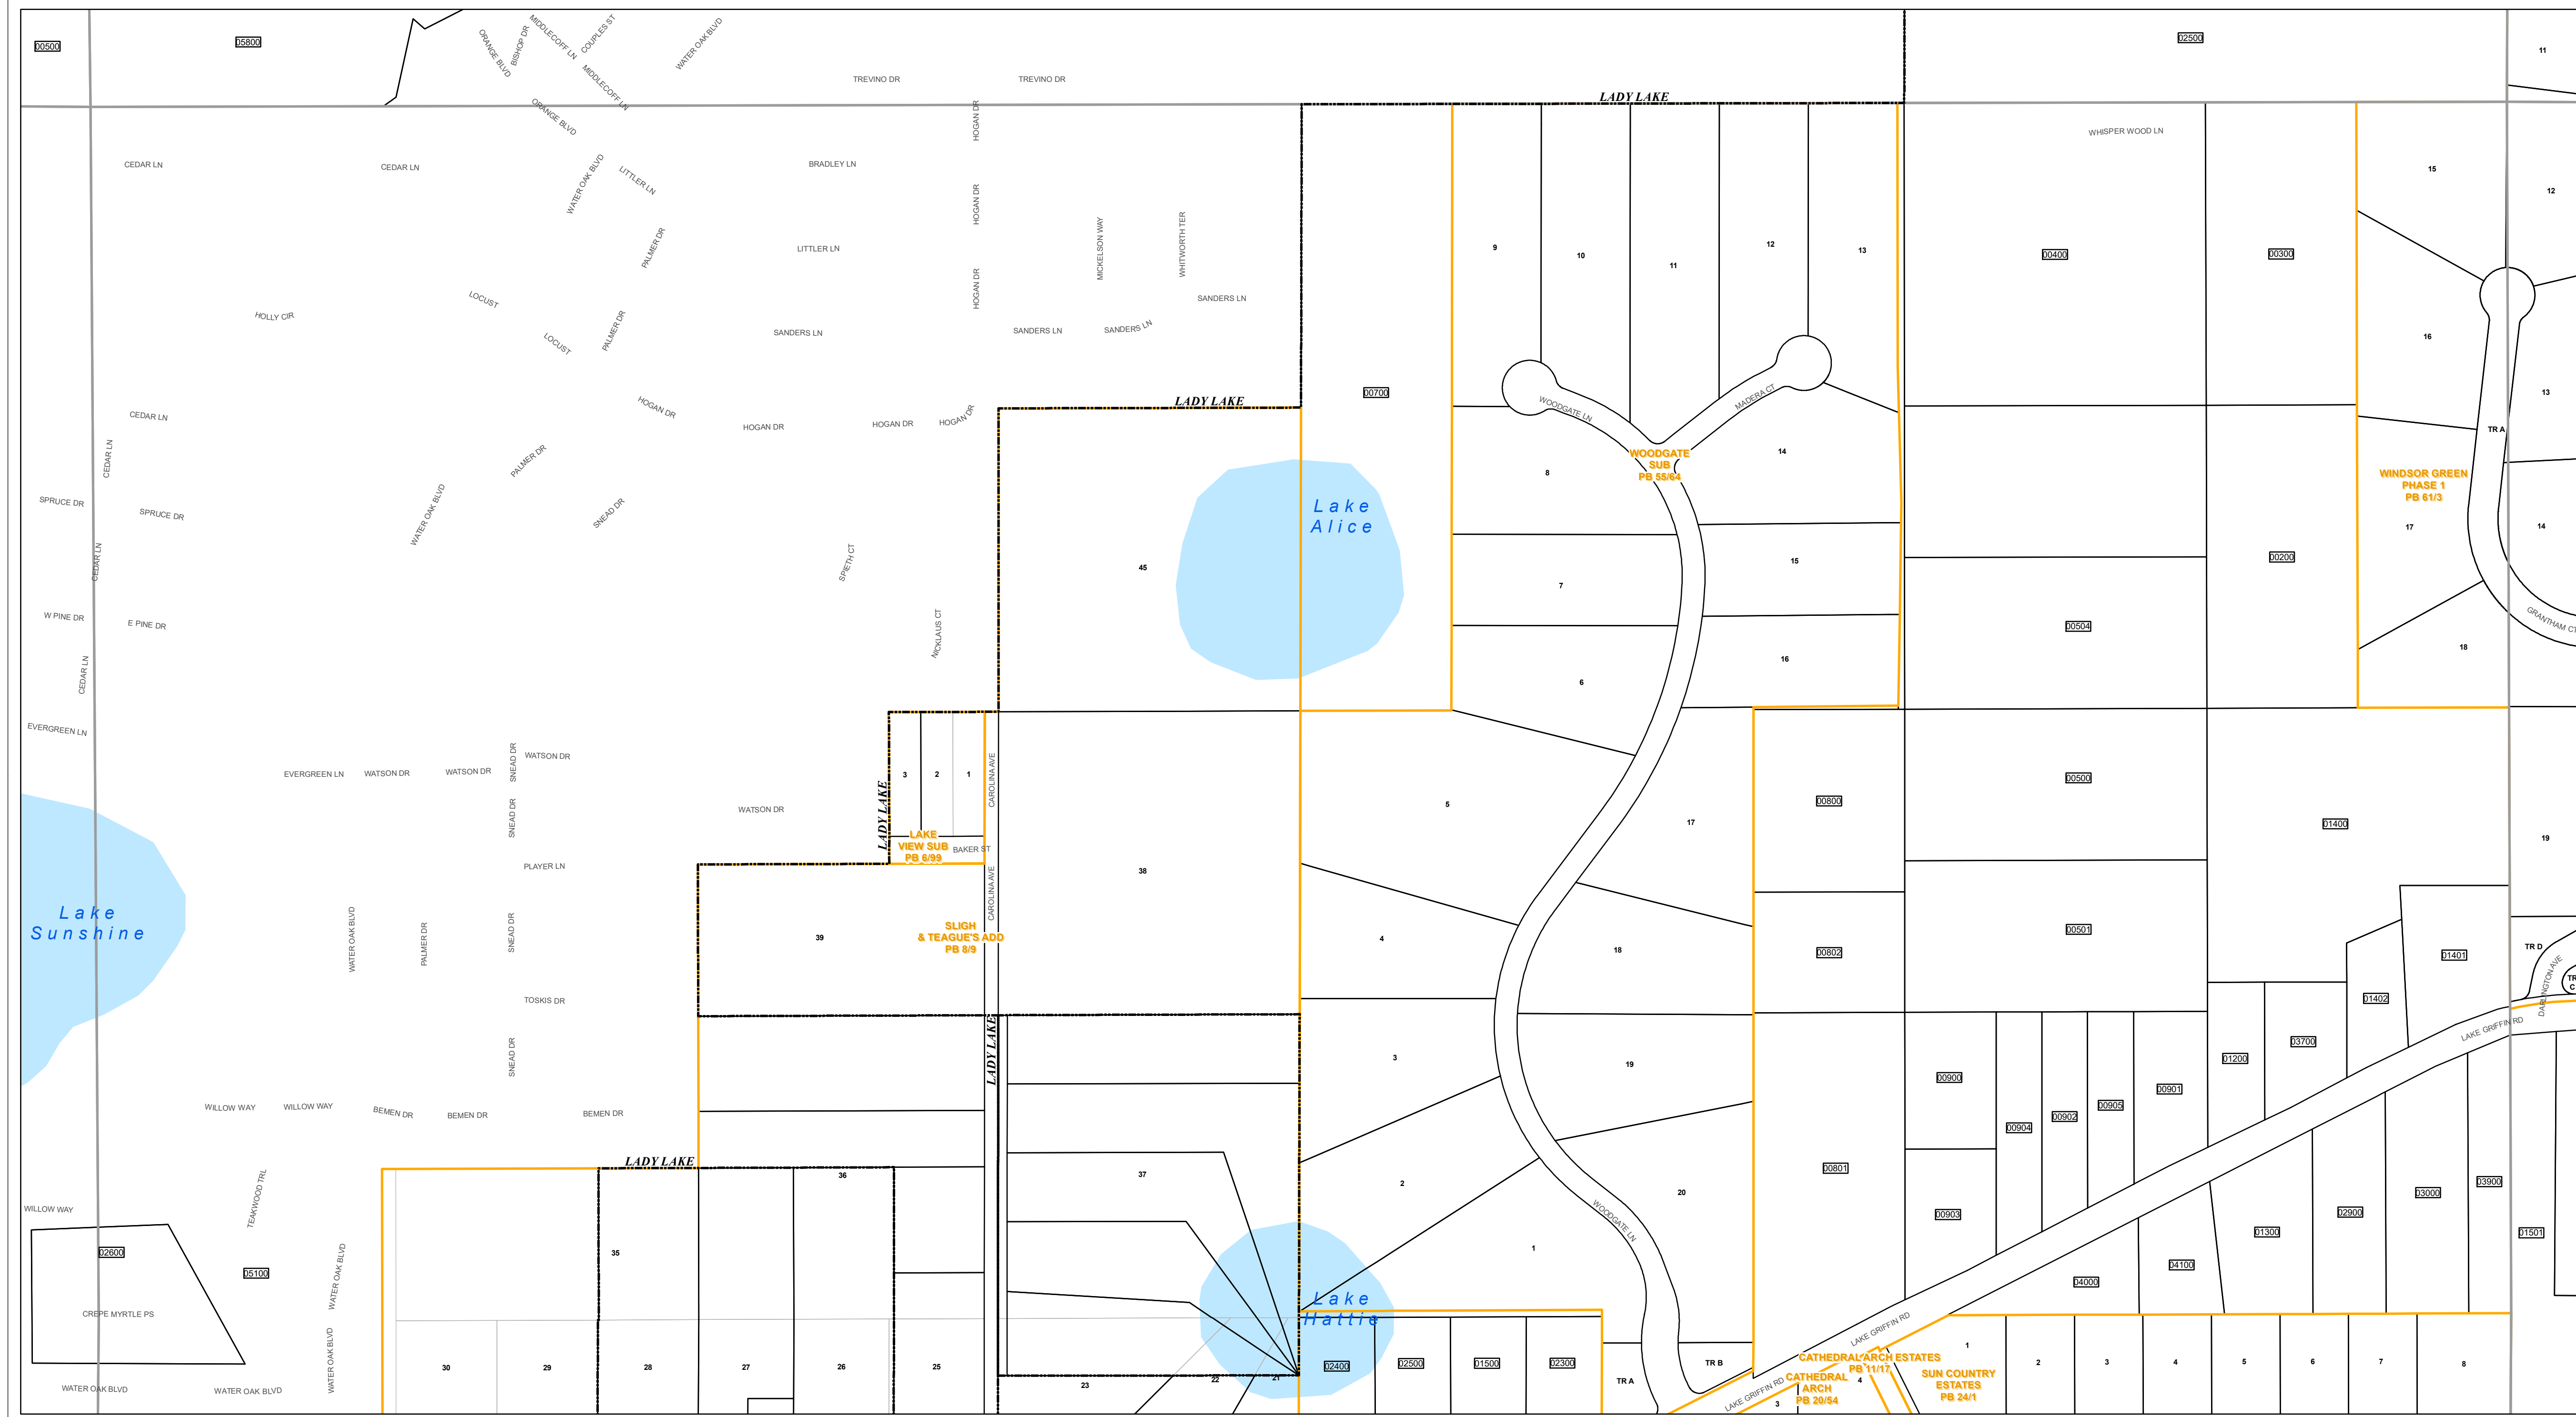 00500
05800
ORANGE BLVD
BISHOP DR
MIDDLECOFF LN
COUPLES ST
WATER OAK BLVD
MIDDLECOFF LN
ORANGE BLVD
TREVINO DR
TREVINO DR
LADY LAKE
02500
11
HOGAN DR
WHISPER WOOD LN
CEDAR LN
CEDAR LN
WATER OAK BLVD
LITTLER LN
BRADLEY LN
HOGAN DR
15
12
PALMER DR
LITTLER LN
MICKELSON WAY
WHITWORTH TER
9
10
11
12
13
00400
00300
HOGAN DR
SANDERS LN
LOCUST
HOLLY CIR
LOCUST
PALMER DR
SANDERS LN
SANDERS LN
SANDERS LN
16
00700
WOODGATE LN
MADERA CT
13
LADY LAKE
CEDAR LN
HOGAN DR
HOGAN DR
HOGAN DR
HOGAN DR
TR A
CEDAR LN
PALMER DR
WOODGATE
SUB
PB 55/64
14
8
WINDSOR GREEN
PHASE 1
PB 61/3
SPRUCE DR
SPRUCE DR
WATER OAK BLVD
SNEAD DR
Lake
Alice
17
14
CEDAR LN
SPIETH CT
45
7
15
00200
W PINE DR
E PINE DR
NICKLAUS CT
00504
GRANTHAM CT
CEDAR LN
6
16
18
EVERGREEN LN
EVERGREEN LN
WATSON DR
WATSON DR
SNEAD DR
WATSON DR
3
2
1
CAROLINA AVE
00500
SNEAD DR
WATSON DR
LADY LAKE
5
17
00800
01400
19
LAKE
VIEW SUB
PB 6/99
BAKER ST
PLAYER LN
38
CAROLINA AVE
Lake
Sunshine
WATER OAK BLVD
PALMER DR
SNEAD DR
39
SLIGH
& TEAGUE'S ADD
PB 8/9
4
18
00802
00501
01401
TR D
TR
C
DARLINGTON AVE
TOSKIS DR
01402
LAKE GRIFFIN RD
SNEAD DR
LADY LAKE
3
19
00900
00904
00902
00905
00901
01200
03700
WILLOW WAY
WILLOW WAY
BEMEN DR
BEMEN DR
BEMEN DR
LADY LAKE
36
37
2
20
00801
00903
01300
02900
03000
03900
01501
WILLOW WAY
TEAKWOOD TRL
WOODGATE LN
02600
05100
WATER OAK BLVD
35
1
04000
04100
CREPE MYRTLE PS
Lake
Hattie
LAKE GRIFFIN RD
WATER OAK BLVD
WATER OAK BLVD
WATER OAK BLVD
30
29
28
27
26
25
23
22
21
02400
02500
01500
02300
TR A
TR B
CATHEDRAL ARCH ESTATES
PB 11/17
CATHEDRAL
ARCH
PB 20/54
LAKE GRIFFIN RD
3
4
SUN COUNTRY
ESTATES
PB 24/1
1
2
3
4
5
6
7
8